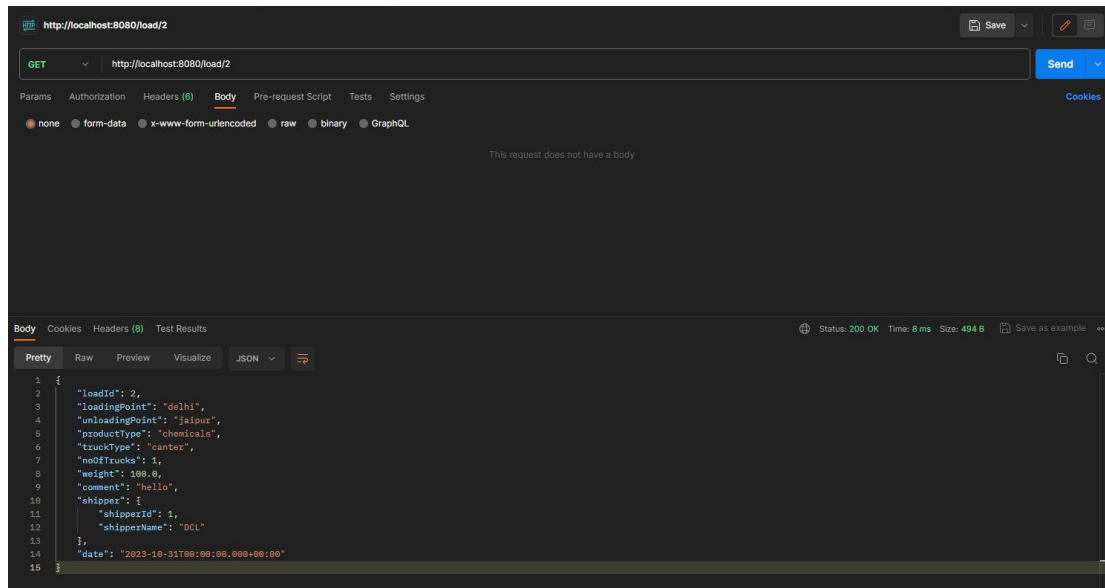 HTTP http://localhost:8080/load/2 Save
GET http://localhost:8080/load/2 Send
Params Authorization Headers (6) Body Pre-request Script Tests Settings Cookies
none form-data x-www-form-urlencoded raw binary GraphQL
This request does not have a body
Body Cookies Headers (8) Test Results Status: 200 OK Time: 8 ms Size: 494 B Save as example
Pretty Raw Preview Visualize JSON
1 {
2 "loadId": 2,
3 "loadingPoint": "delhi",
4 "unloadingPoint": "jaipur",
5 "productType": "chemicals",
6 "truckType": "canter",
7 "noOfTrucks": 1,
8 "weight": 100.0,
9 "comment": "hello",
10 "shipper": {
11 "shipperId": 1,
12 "shipperName": "DCL"
13 },
14 "date": "2023-10-31T00:00:00.000+00:00"
15 }